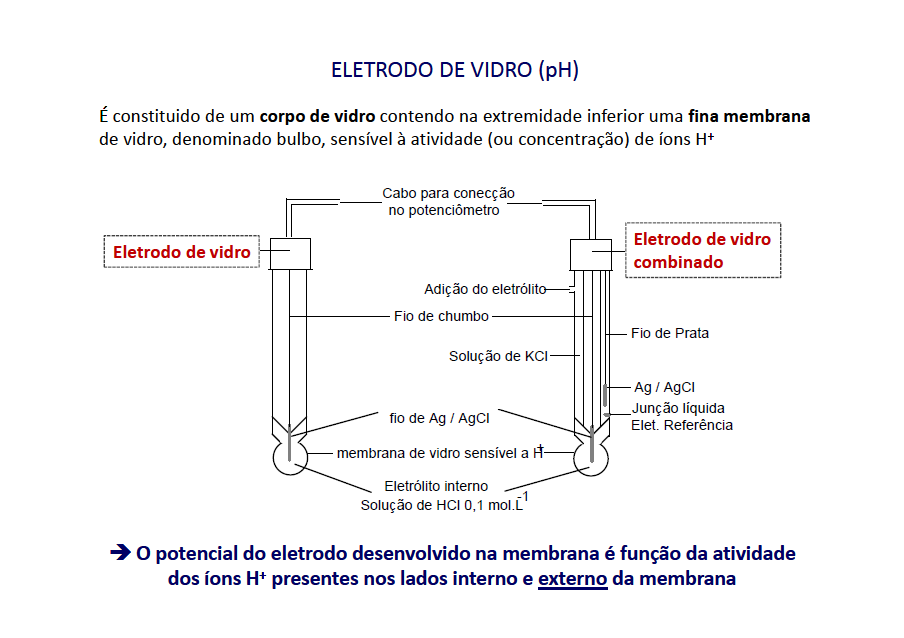 ELETRODO DE VIDRO (pH)
É constituido de um corpo de vidro contendo na extremidade inferior uma fina membrana
de vidro, denominado bulbo, sensível à atividade (ou concentração) de íons H⁺
Cabo para conecção
no potenciômetro
Eletrodo de vidro
Eletrodo de vidro
combinado
Adição do eletrólito
Fio de chumbo
Fio de Prata
Solução de KCl
Ag / AgCl
Junção líquida
Elet. Referência
fio de Ag / AgCl
membrana de vidro sensível a H⁺
Eletrólito interno
Solução de HCl 0,1 mol.L⁻¹
➔ O potencial do eletrodo desenvolvido na membrana é função da atividade
dos íons H⁺ presentes nos lados interno e externo da membrana